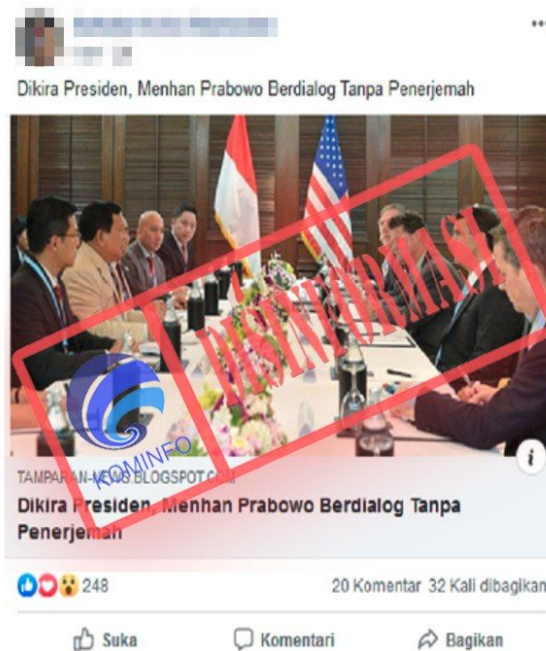 Dikira Presiden, Menhan Prabowo Berdialog Tanpa Penerjemah
DISINFORMASI
KOMINFO
TAMPARAN-NEWS.BLOGSPOT.COM
Dikira Presiden, Menhan Prabowo Berdialog Tanpa
Penerjemah
248
20 Komentar 32 Kali dibagikan
Suka
Komentari
Bagikan